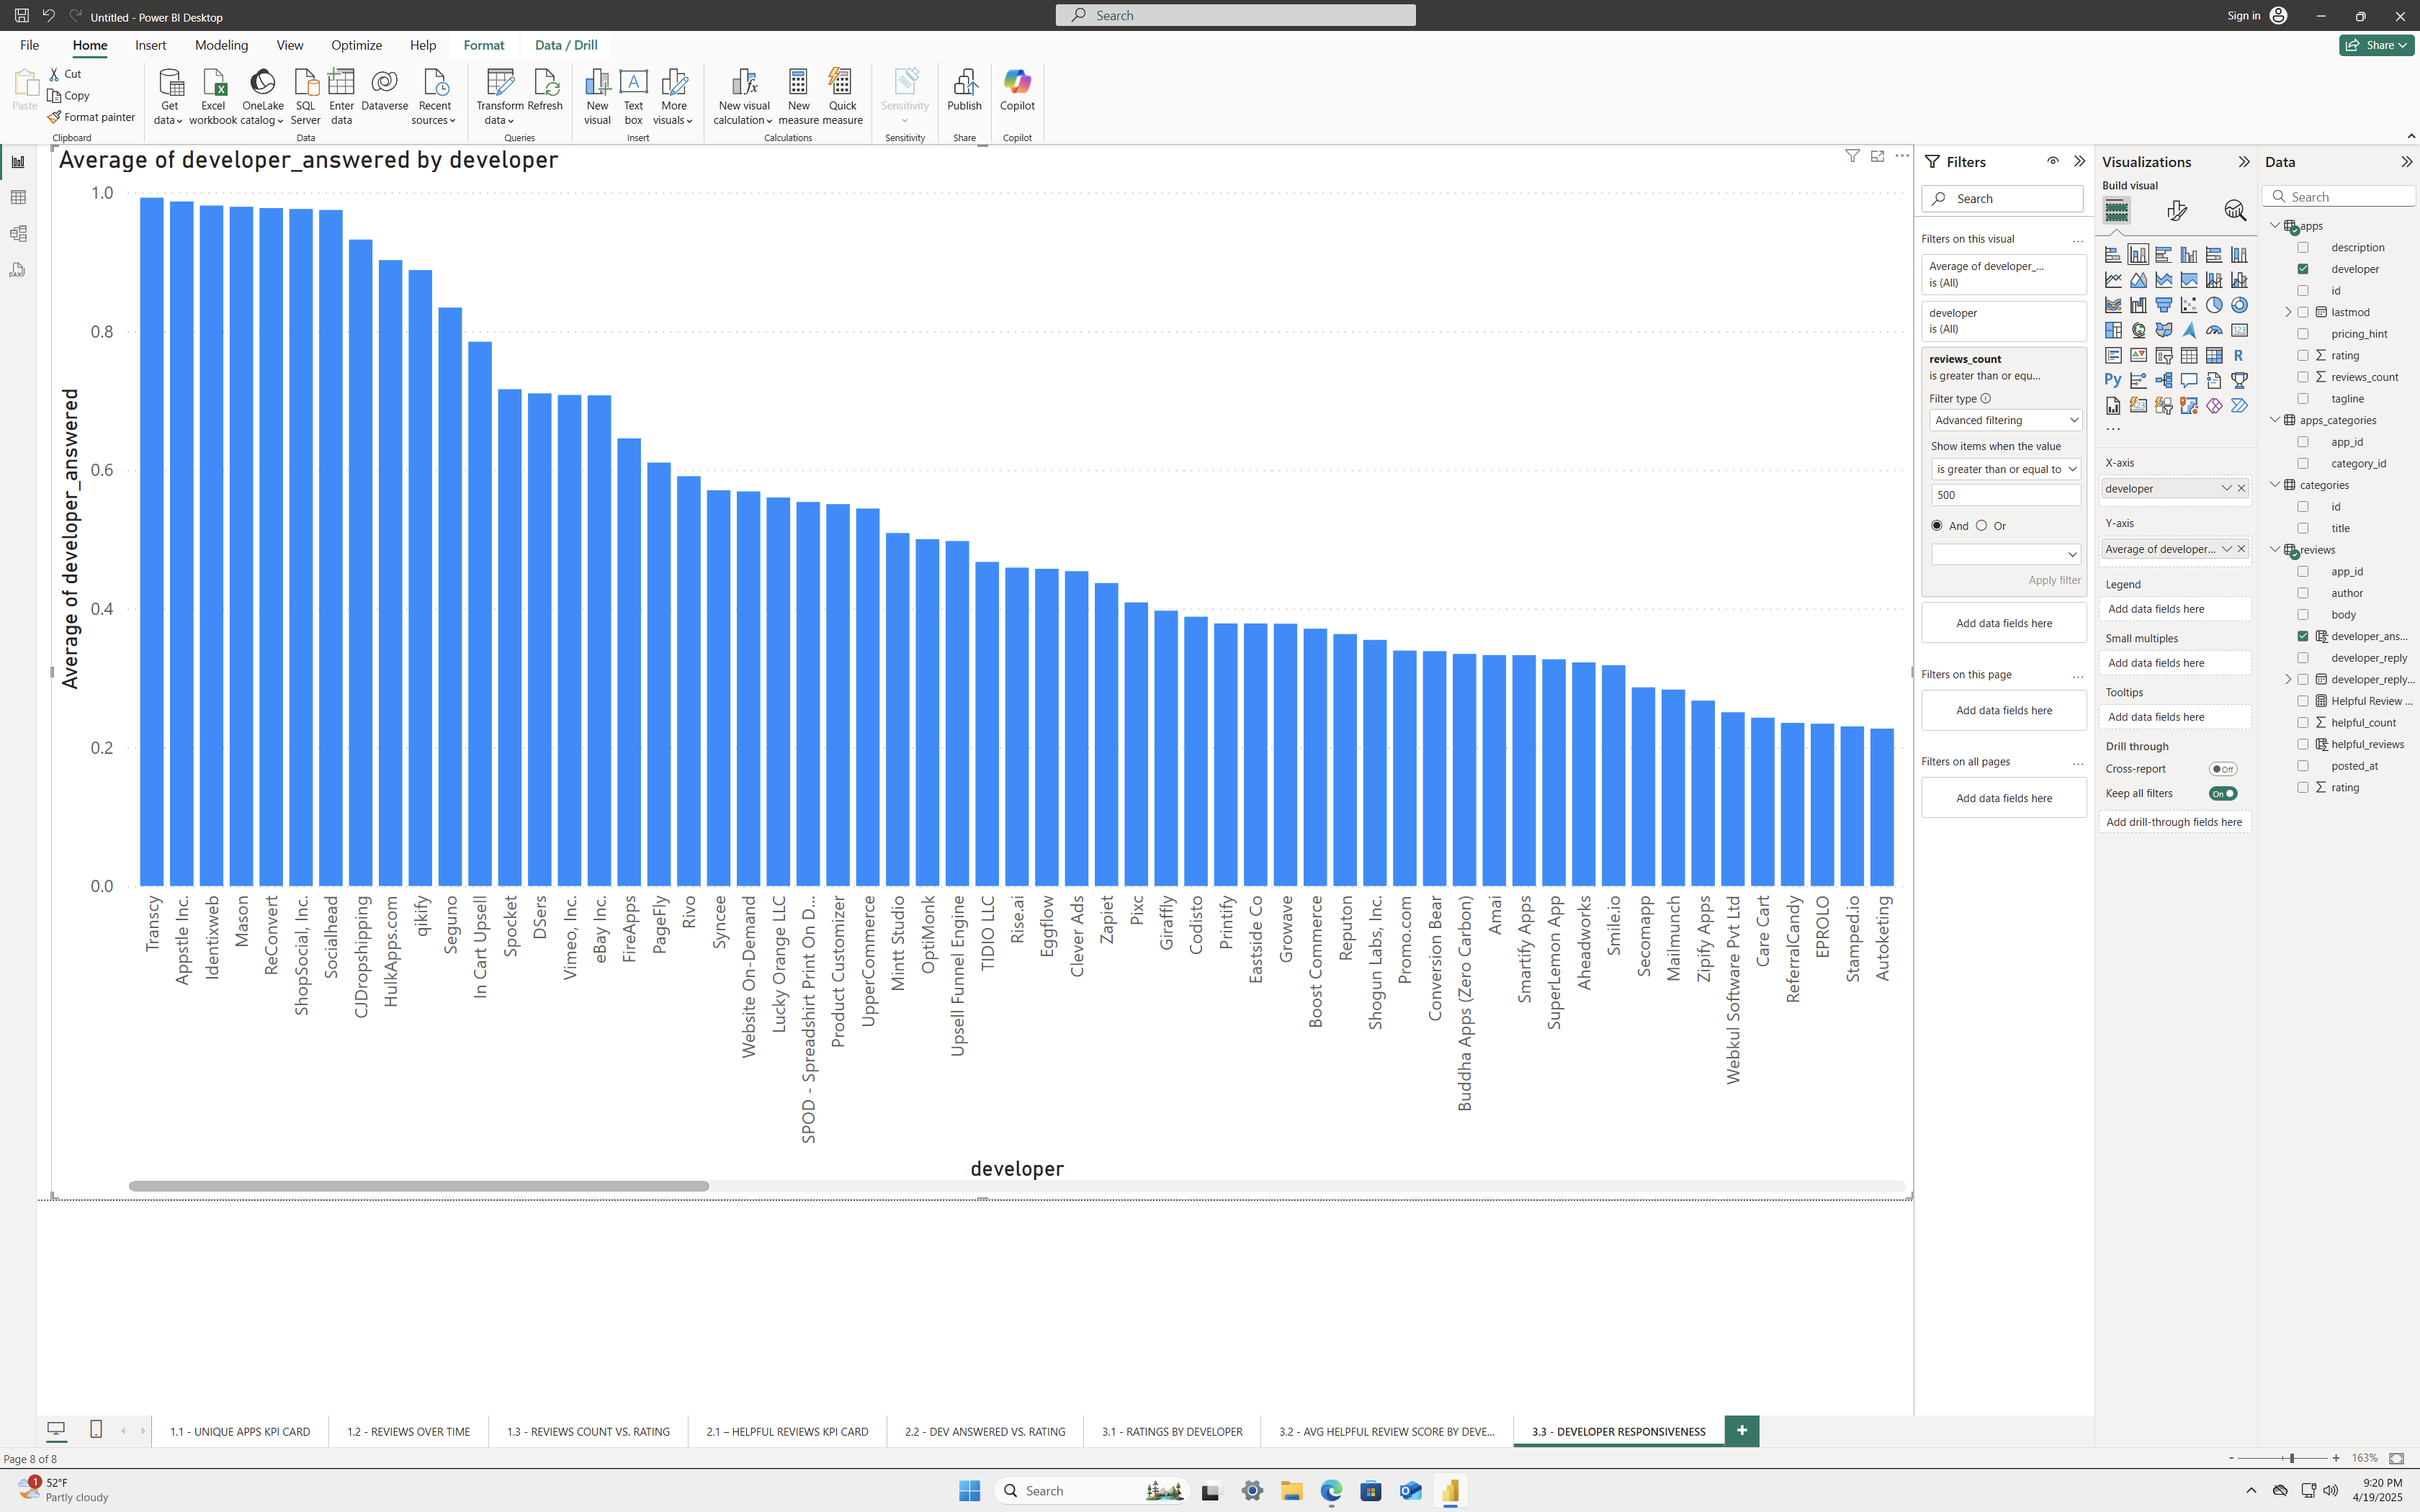 Untitled - Power BI Desktop
Search
Sign in
File
Home
Insert
Modeling
View
Optimize
Help
Format
Data / Drill
Share
Paste
Cut
Copy
Format painter
Clipboard
Get data
Excel workbook
OneLake catalog
SQL Server
Enter data
Dataverse
Recent sources
Data
Transform data
Refresh
Queries
New visual
Text box
More visuals
Insert
New visual calculation
New measure
Quick measure
Calculations
Sensitivity
Sensitivity
Publish
Share
Copilot
Copilot
Average of developer_answered by developer
Average of developer_answered
1.0
0.8
0.6
0.4
0.2
0.0
Transcy
Appstle Inc.
Identixweb
Mason
ReConvert
ShopSocial, Inc.
Socialhead
CJDropshipping
HulkApps.com
qikify
Seguno
In Cart Upsell
Spocket
DSers
Vimeo, Inc.
eBay Inc.
FireApps
PageFly
Rivo
Syncee
Website On-Demand
Lucky Orange LLC
SPOD - Spreadshirt Print On D...
Product Customizer
UpperCommerce
Mintt Studio
OptiMonk
Upsell Funnel Engine
TIDIO LLC
Rise.ai
Eggflow
Clever Ads
Zapiet
Pixc
Giraffly
Codisto
Printify
Eastside Co
Growave
Boost Commerce
Reputon
Shogun Labs, Inc.
Promo.com
Conversion Bear
Buddha Apps (Zero Carbon)
Amai
Smartify Apps
SuperLemon App
Aheadworks
Smile.io
Secomapp
Mailmunch
Zipify Apps
Webkul Software Pvt Ltd
Care Cart
ReferralCandy
EPROLO
Stamped.io
Autoketing
developer
Filters
Search
Filters on this visual
Average of developer_...
is (All)
developer
is (All)
reviews_count
is greater than or equ...
Filter type
Advanced filtering
Show items when the value
is greater than or equal to
500
And Or
Apply filter
Add data fields here
Filters on this page
Add data fields here
Filters on all pages
Add data fields here
Visualizations
Build visual
X-axis
developer
Y-axis
Average of developer...
Legend
Add data fields here
Small multiples
Add data fields here
Tooltips
Add data fields here
Drill through
Cross-report
Off
Keep all filters
On
Add drill-through fields here
Data
Search
apps
description
developer
id
lastmod
pricing_hint
rating
reviews_count
tagline
apps_categories
app_id
category_id
categories
id
title
reviews
app_id
author
body
developer_ans...
developer_reply
developer_reply...
Helpful Review ...
helpful_count
helpful_reviews
posted_at
rating
1.1 - UNIQUE APPS KPI CARD
1.2 - REVIEWS OVER TIME
1.3 - REVIEWS COUNT VS. RATING
2.1 – HELPFUL REVIEWS KPI CARD
2.2 - DEV ANSWERED VS. RATING
3.1 - RATINGS BY DEVELOPER
3.2 - AVG HELPFUL REVIEW SCORE BY DEVE...
3.3 - DEVELOPER RESPONSIVENESS
Page 8 of 8
163%
1
52°F
Partly cloudy
Search
9:20 PM
4/19/2025